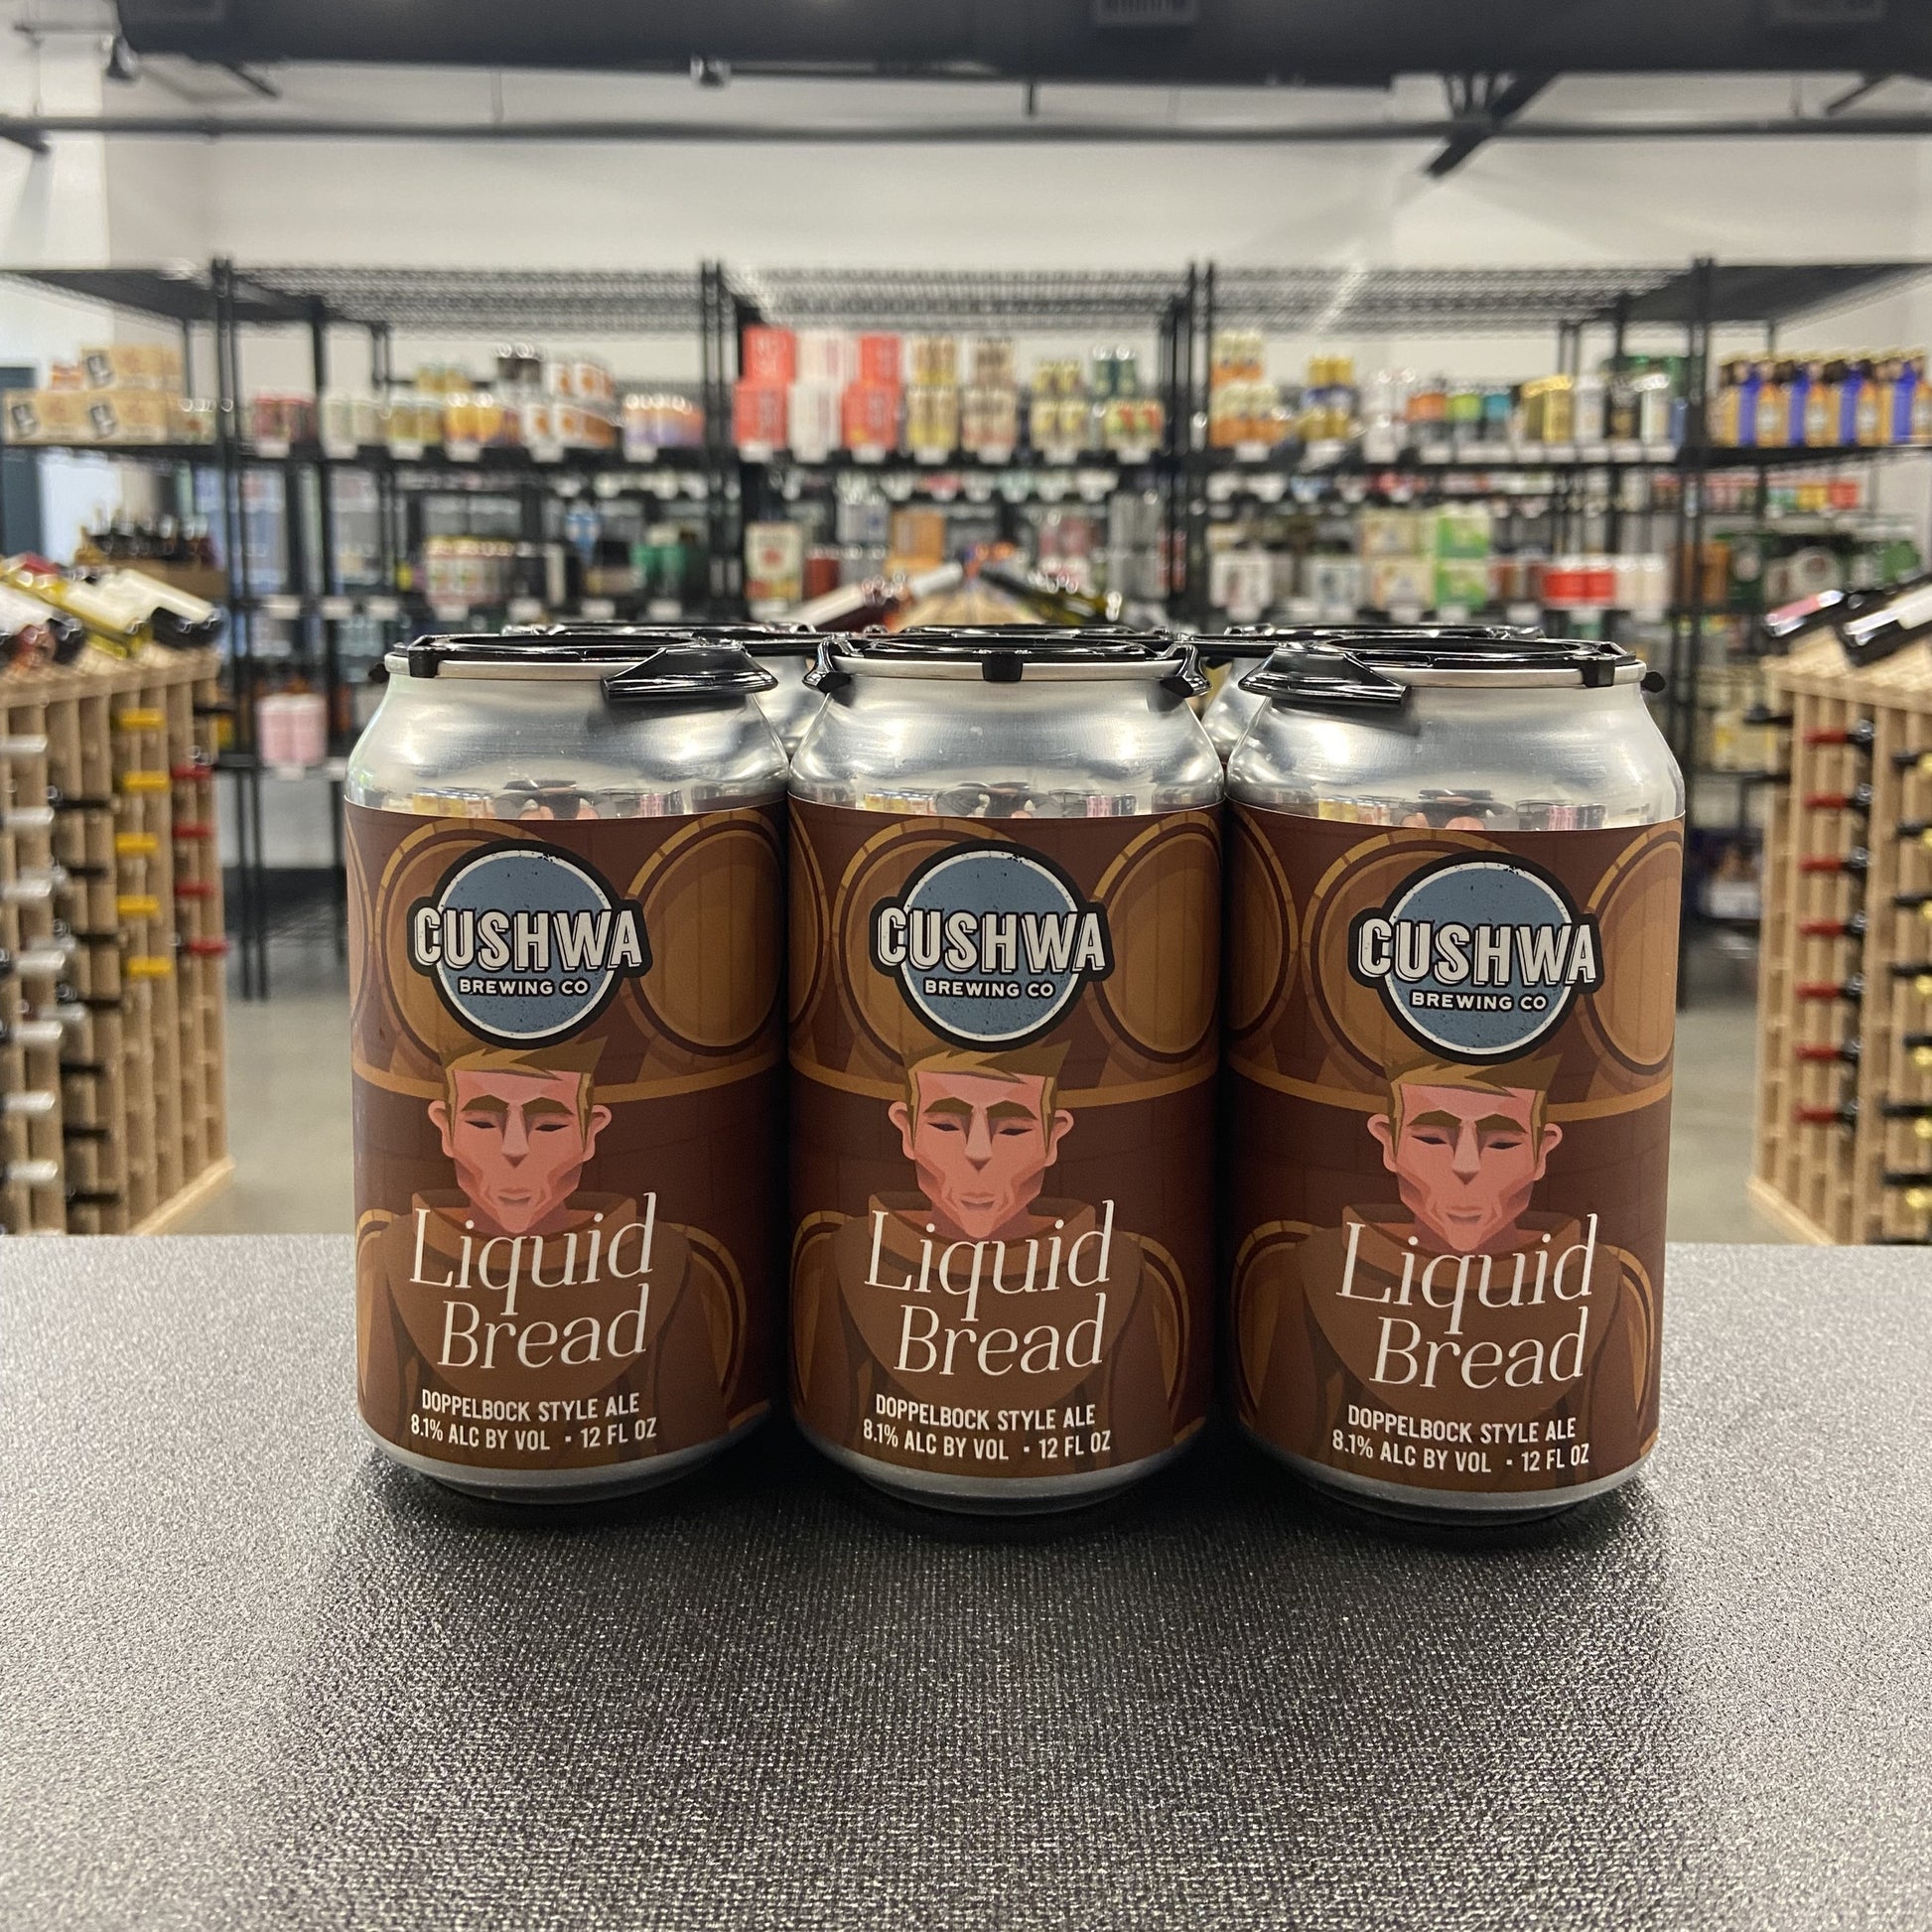 CUSHWA
BREWING CO
Liquid
Bread
DOPPELBOCK STYLE ALE
8.1% ALC BY VOL · 12 FL OZ
CUSHWA
BREWING CO
Liquid
Bread
DOPPELBOCK STYLE ALE
8.1% ALC BY VOL · 12 FL OZ
CUSHWA
BREWING CO
Liquid
Bread
DOPPELBOCK STYLE ALE
8.1% ALC BY VOL · 12 FL OZ